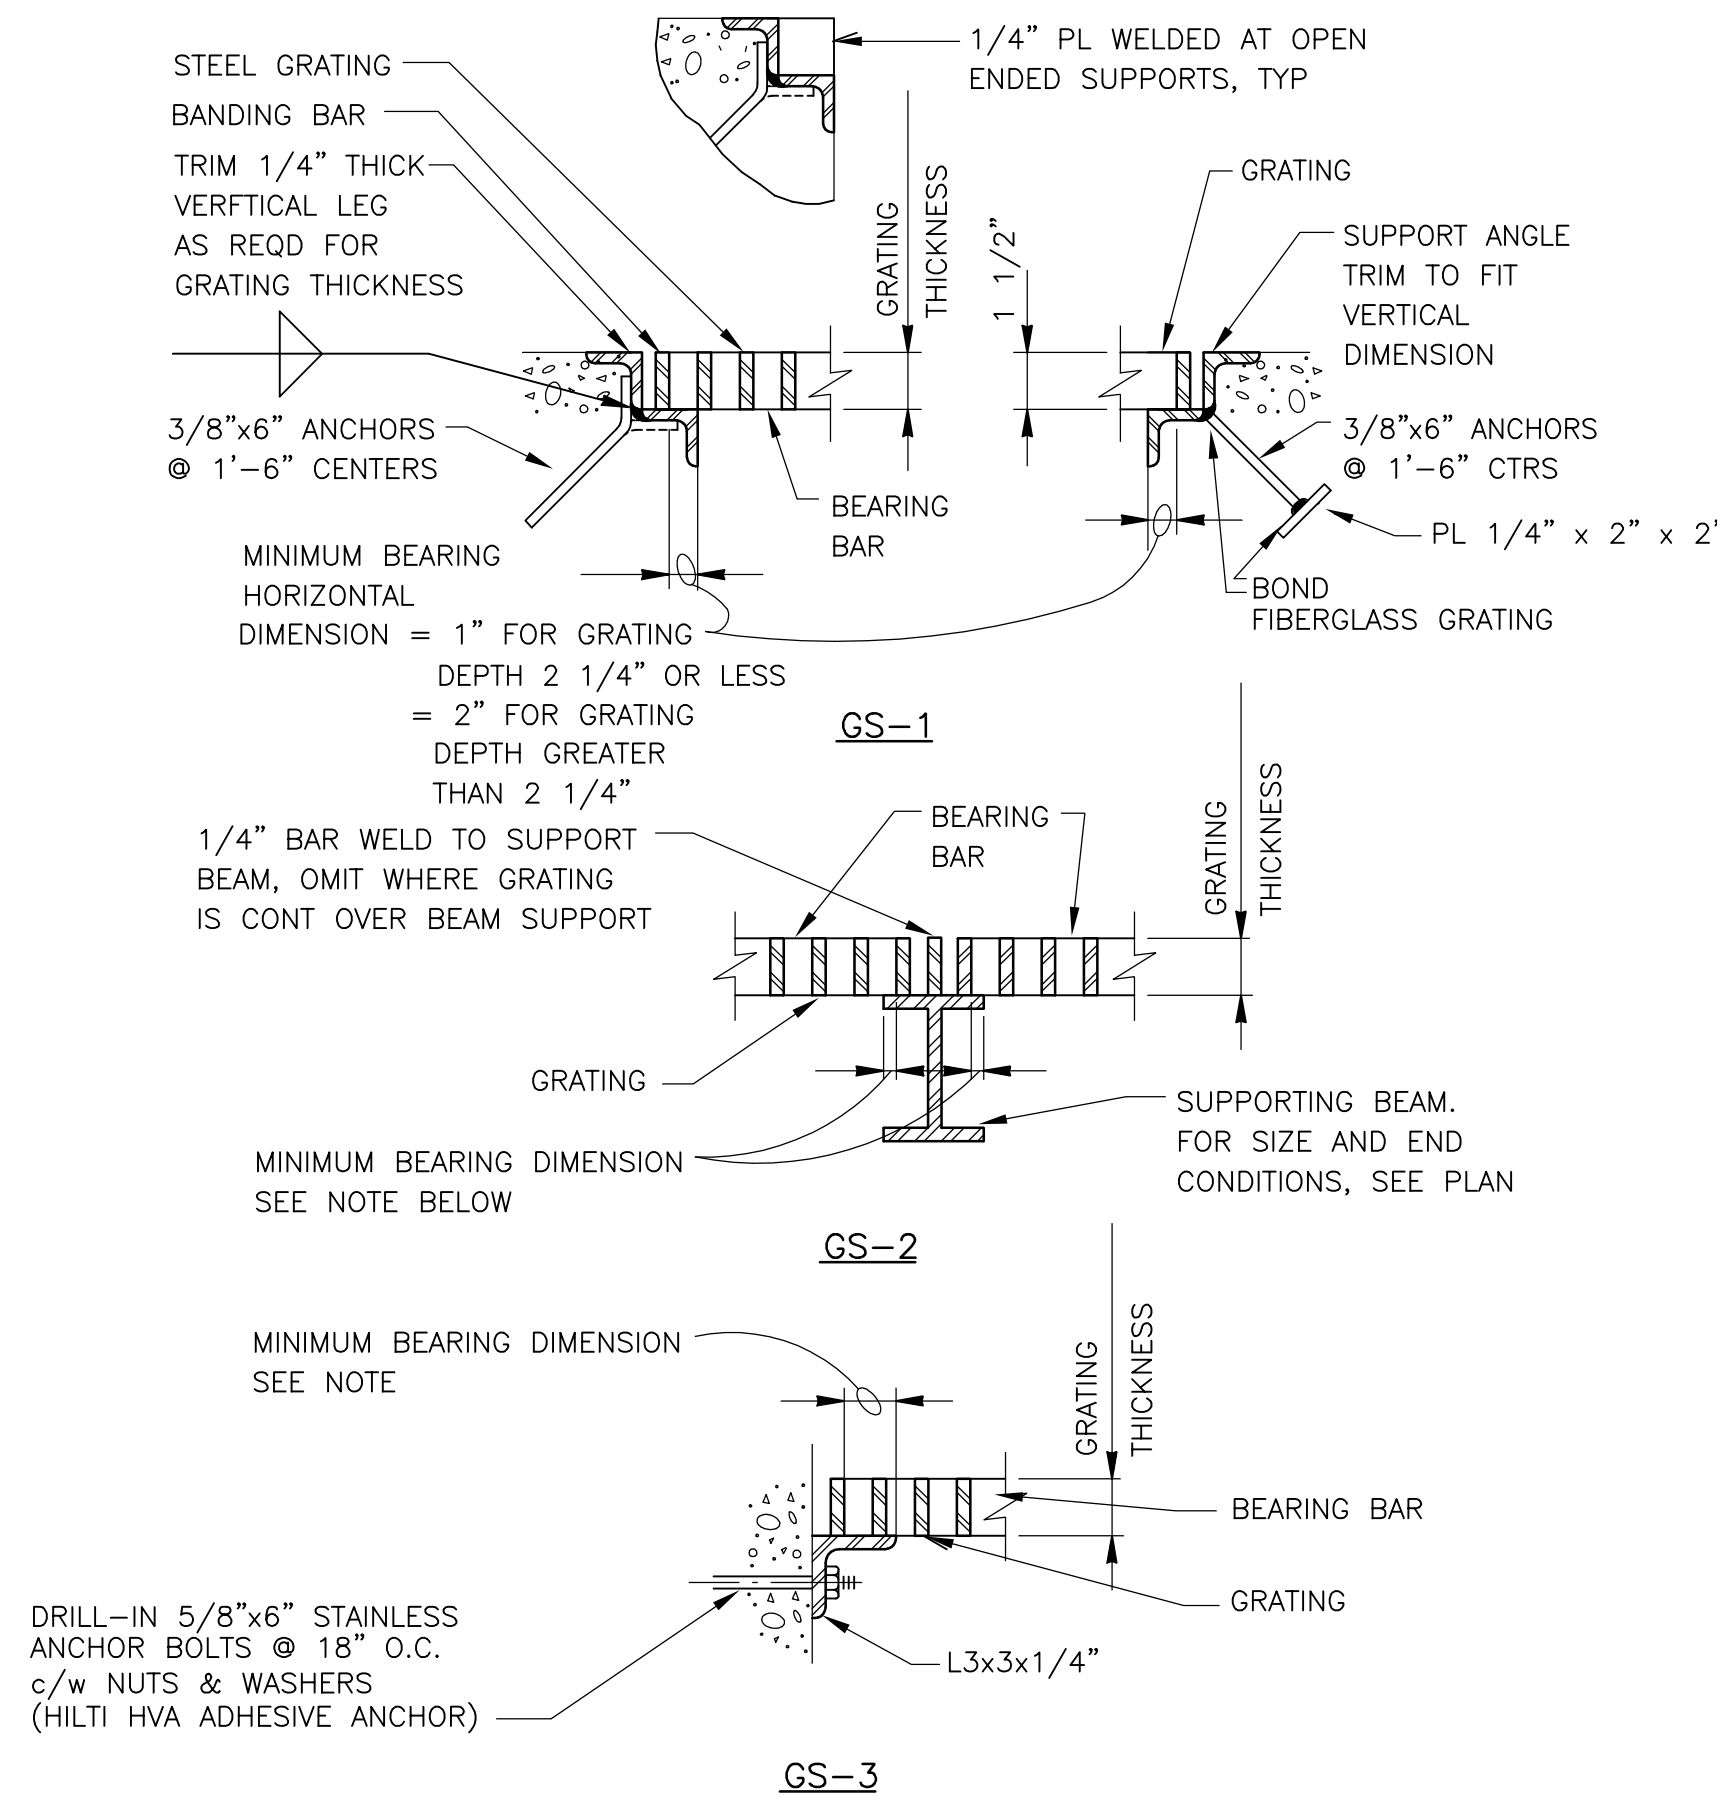 1/4” PL WELDED AT OPEN
ENDED SUPPORTS, TYP
STEEL GRATING
BANDING BAR
TRIM 1/4” THICK
VERFTICAL LEG
AS REQD FOR
GRATING THICKNESS
GRATING
THICKNESS
1 1/2”
GRATING
SUPPORT ANGLE
TRIM TO FIT
VERTICAL
DIMENSION
3/8”x6” ANCHORS
@ 1’-6” CENTERS
BEARING
BAR
3/8”x6” ANCHORS
@ 1’-6” CTRS
PL 1/4” x 2” x 2’
BOND
FIBERGLASS GRATING
MINIMUM BEARING
HORIZONTAL
DIMENSION = 1” FOR GRATING
DEPTH 2 1/4” OR LESS
= 2” FOR GRATING
DEPTH GREATER
THAN 2 1/4”
GS-1
1/4” BAR WELD TO SUPPORT
BEAM, OMIT WHERE GRATING
IS CONT OVER BEAM SUPPORT
BEARING
BAR
GRATING
THICKNESS
GRATING
MINIMUM BEARING DIMENSION
SEE NOTE BELOW
SUPPORTING BEAM.
FOR SIZE AND END
CONDITIONS, SEE PLAN
GS-2
MINIMUM BEARING DIMENSION
SEE NOTE
GRATING
THICKNESS
BEARING BAR
GRATING
L3x3x1/4”
DRILL-IN 5/8”x6” STAINLESS
ANCHOR BOLTS @ 18” O.C.
c/w NUTS & WASHERS
(HILTI HVA ADHESIVE ANCHOR)
GS-3